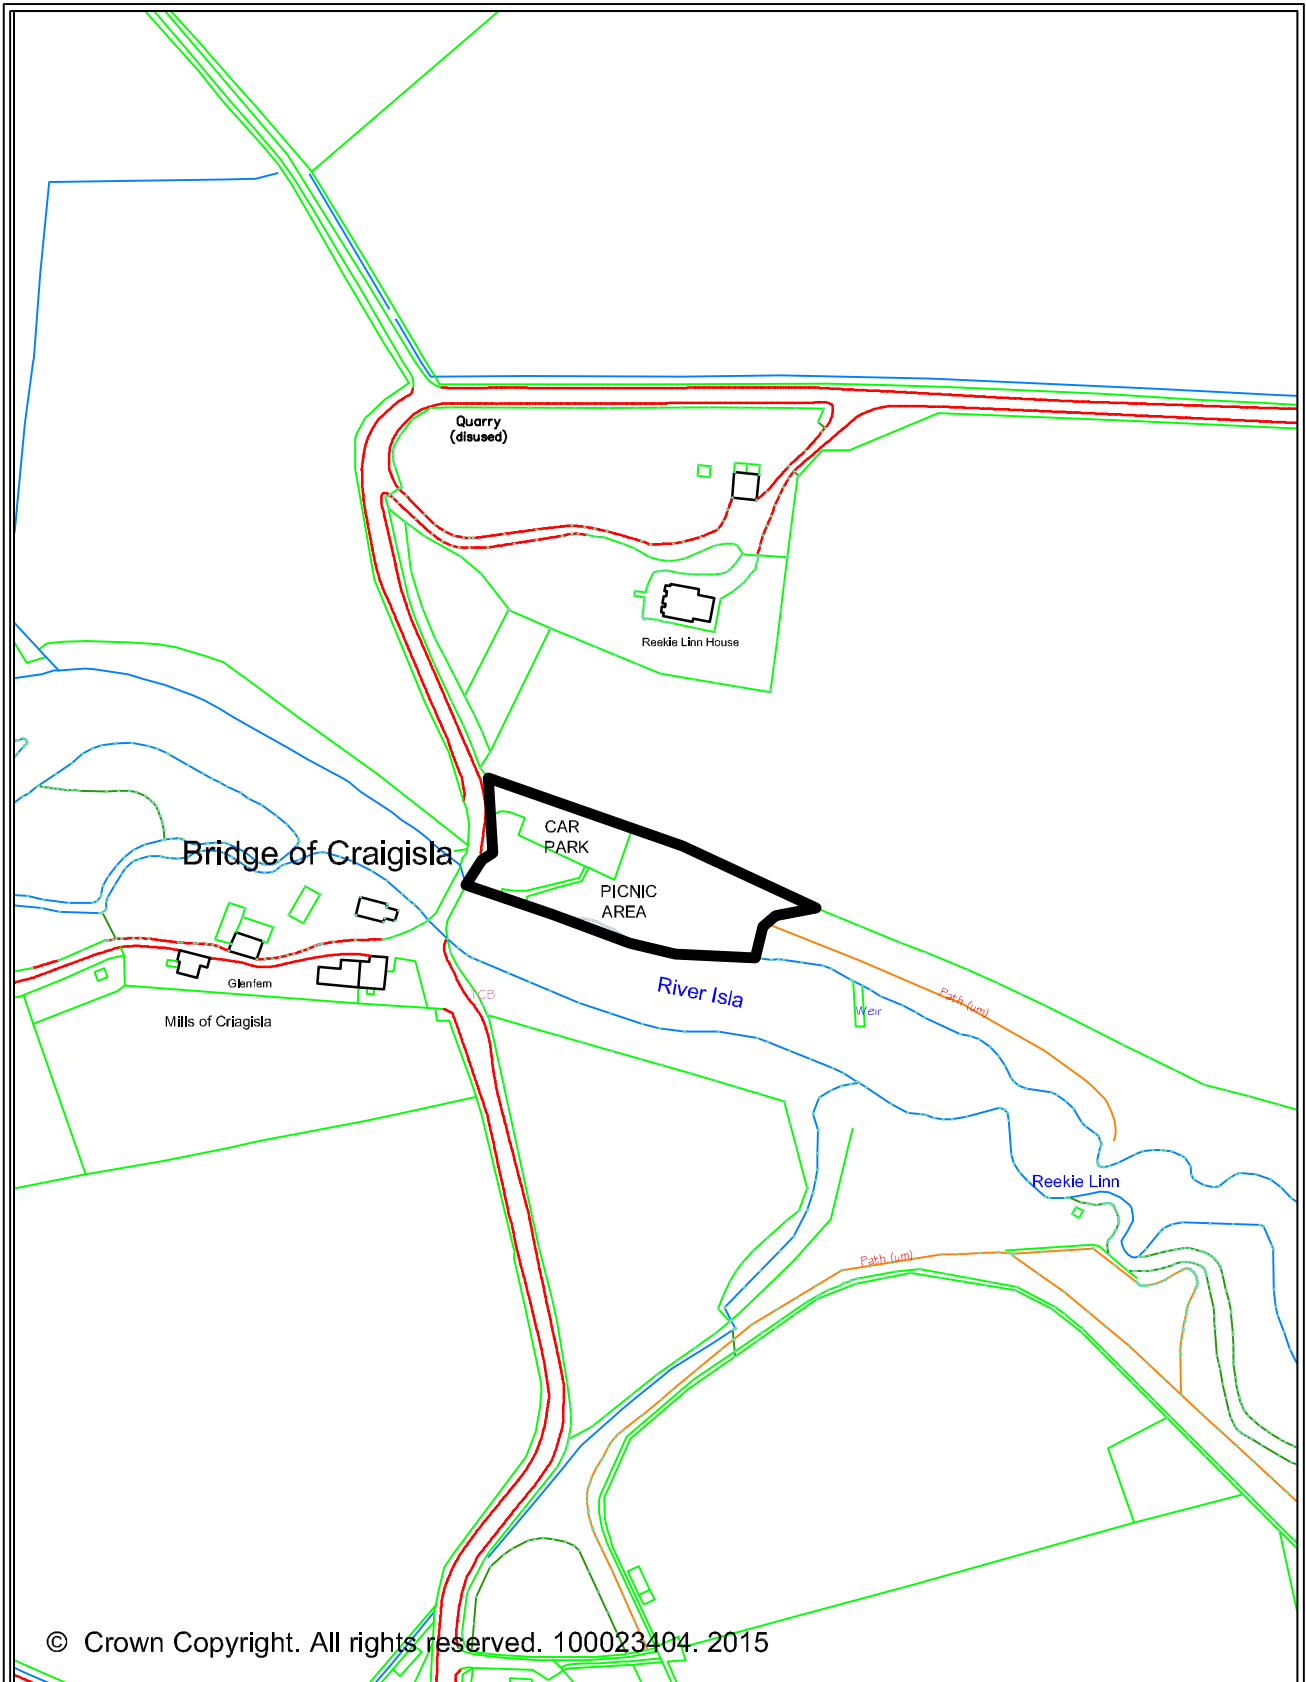 Quarry
(disused)
Reekie Linn House
CAR
PARK
Bridge of Craigisla
PICNIC
AREA
Glenfern
TCB
River Isla
Path (um)
Weir
Mills of Criagisla
Reekie Linn
Path (um)
© Crown Copyright. All rights reserved. 100023404. 2015